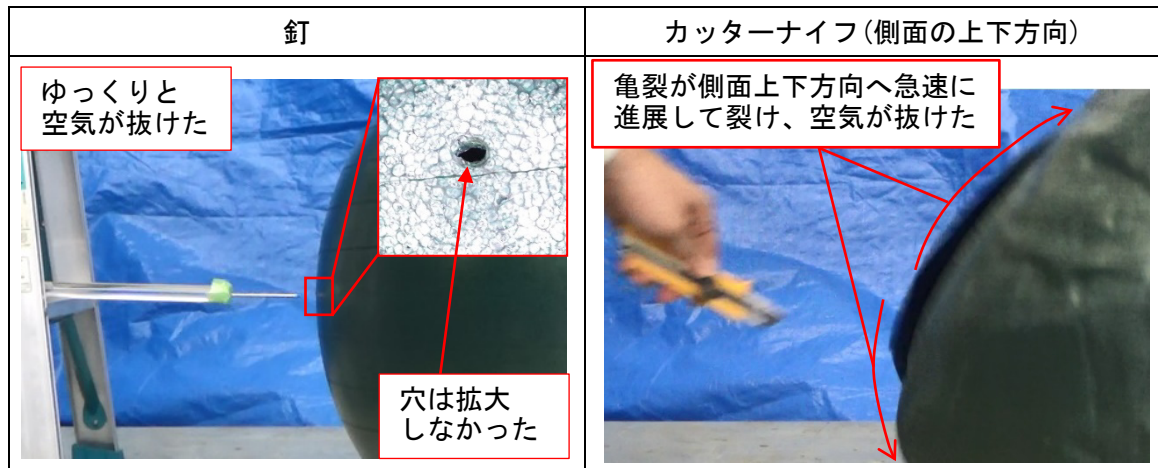 釘
カッターナイフ(側面の上下方向)
ゆっくりと
空気が抜けた
穴は拡大
しなかった
亀裂が側面上下方向へ急速に
進展して裂け、空気が抜けた